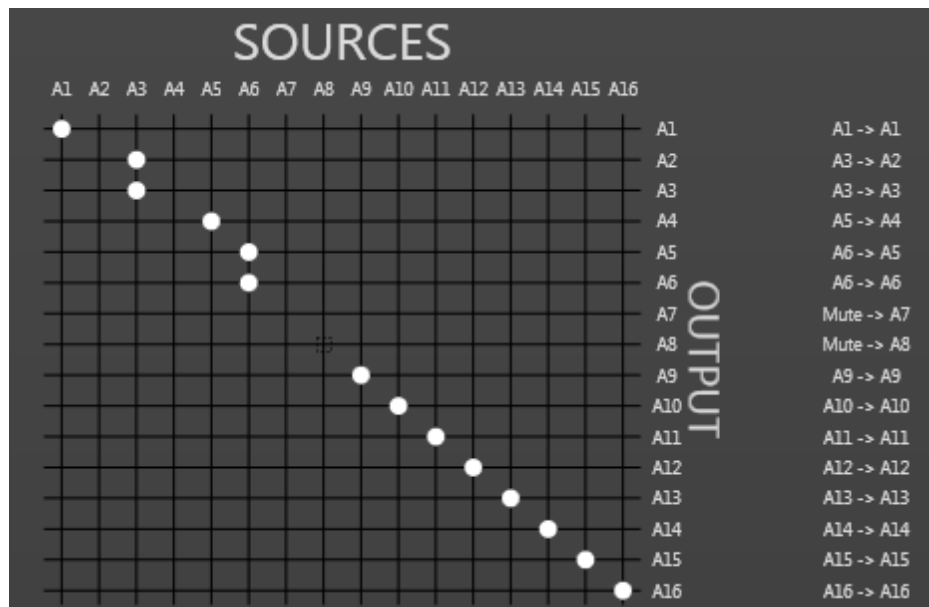 SOURCES
A1 A2 A3 A4 A5 A6 A7 A8 A9 A10 A11 A12 A13 A14 A15 A16
A1 A1 -> A1
A2 A3 -> A2
A3 A3 -> A3
A4 A5 -> A4
A5 A6 -> A5
A6 A6 -> A6
A7 Mute -> A7
A8 Mute -> A8
A9 A9 -> A9
A10 A10 -> A10
A11 A11 -> A11
A12 A12 -> A12
A13 A13 -> A13
A14 A14 -> A14
A15 A15 -> A15
A16 A16 -> A16
OUTPUT